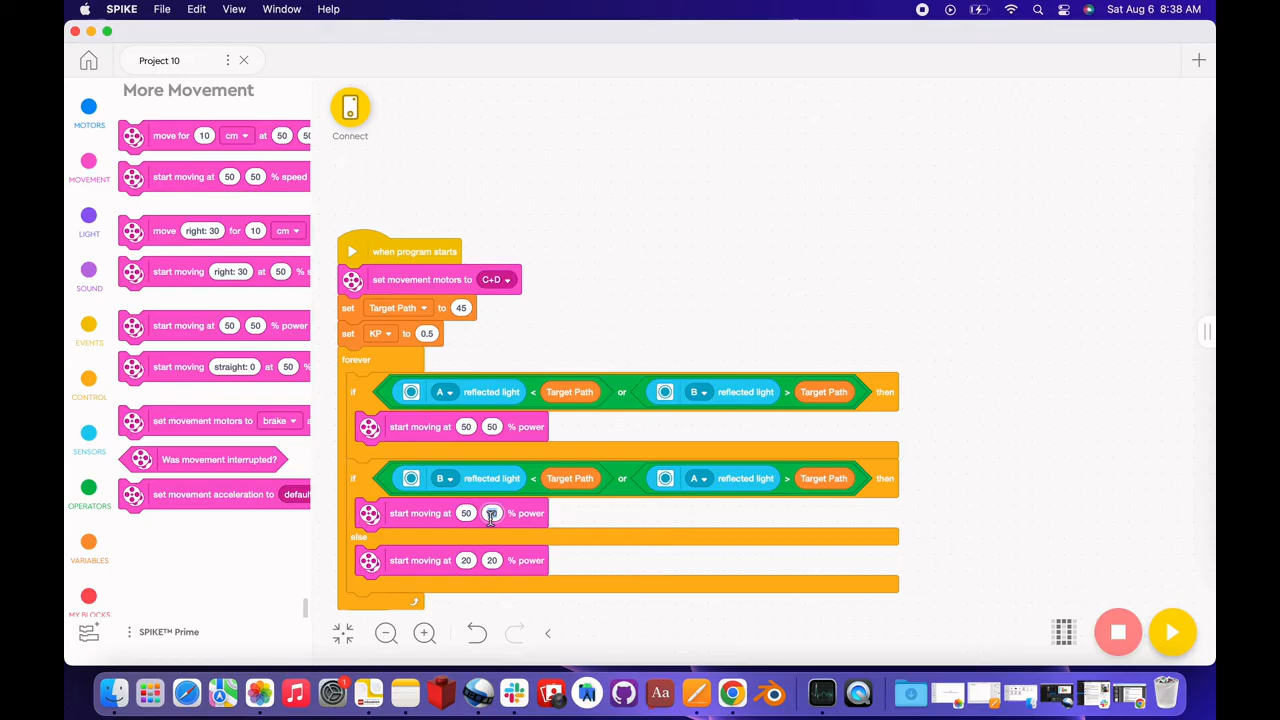 SPIKE File Edit View Window Help Sat Aug 6 8:38 AM
Project 10
More Movement
Connect
MOTORS
MOVEMENT
LIGHT
SOUND
EVENTS
CONTROL
SENSORS
OPERATORS
VARIABLES
MY BLOCKS
move for 10 cm at 50 50
start moving at 50 50 % speed
move right: 30 for 10 cm
start moving right: 30 at 50 % s
start moving at 50 50 % power
start moving straight: 0 at 50 %
set movement motors to brake a
Was movement interrupted?
set movement acceleration to default
SPIKE™ Prime
when program starts
set movement motors to C+D
set Target Path to 45
set KP to 0.5
forever
if A reflected light < Target Path or B reflected light > Target Path then
start moving at 50 50 % power
if B reflected light < Target Path or A reflected light > Target Path then
start moving at 50 % power
else
start moving at 20 20 % power
1
Aa